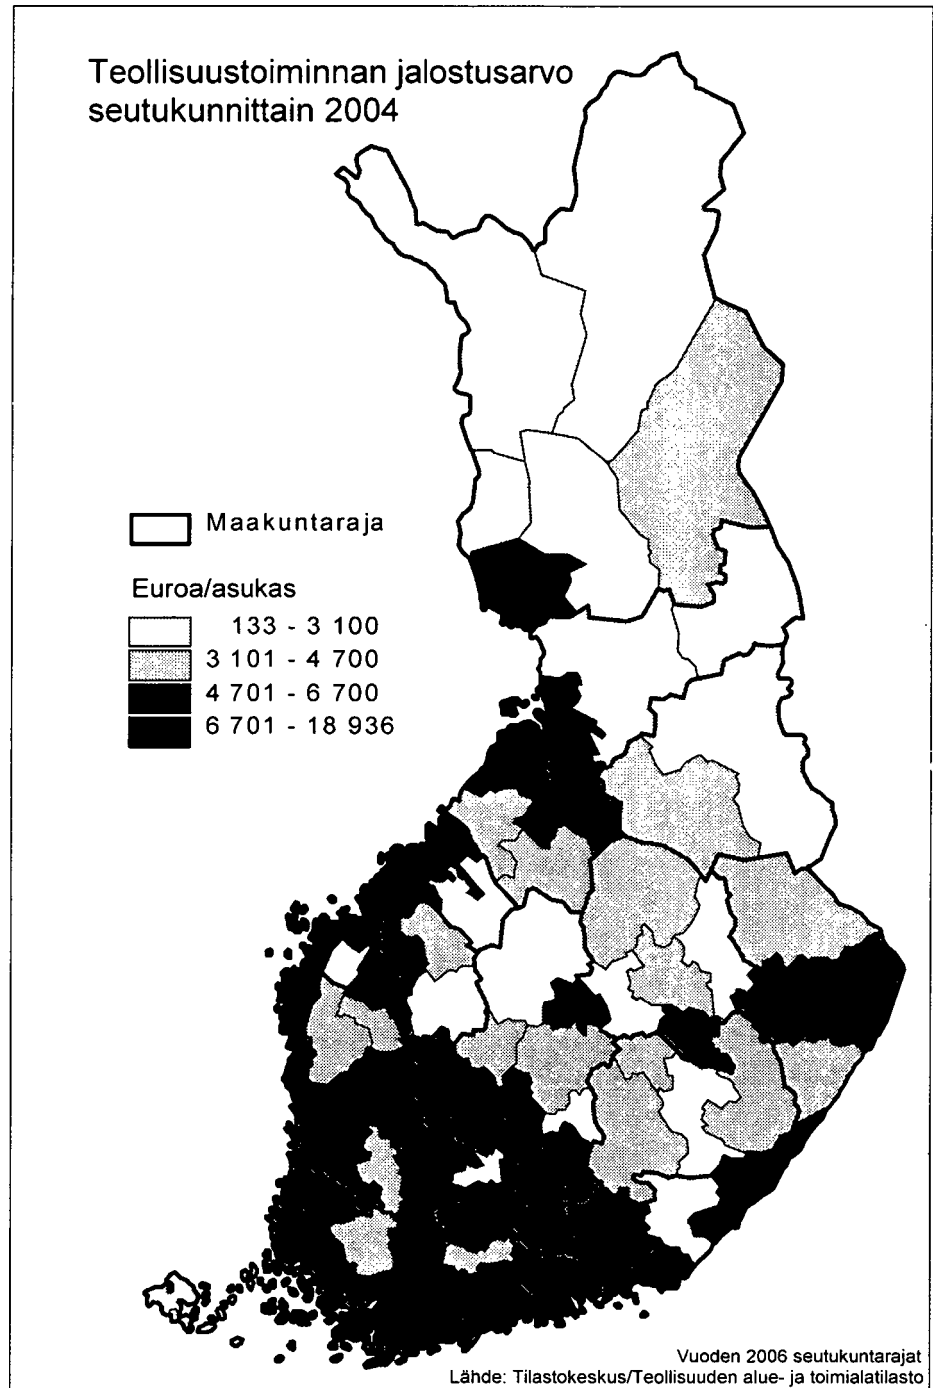 Teollisuustoiminnan jalostusarvo
seutukunnittain 2004
Maakuntaraja
Euroa/asukas
133 - 3 100
3 101 - 4 700
4 701 - 6 700
6 701 - 18 936
Vuoden 2006 seutukuntarajat
Lähde: Tilastokeskus/Teollisuuden alue- ja toimialatilasto